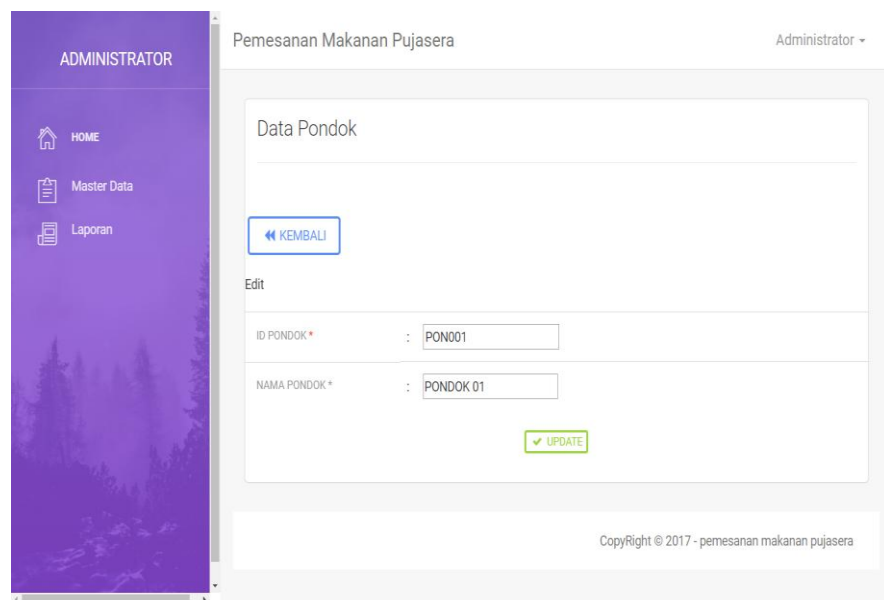 ADMINISTRATOR
HOME
Master Data
Laporan
Pemesanan Makanan Pujasera
Administrator
Data Pondok
KEMBALI
Edit
ID PONDOK * : PON001
NAMA PONDOK * : PONDOK 01
UPDATE
CopyRight © 2017 - pemesanan makanan pujasera